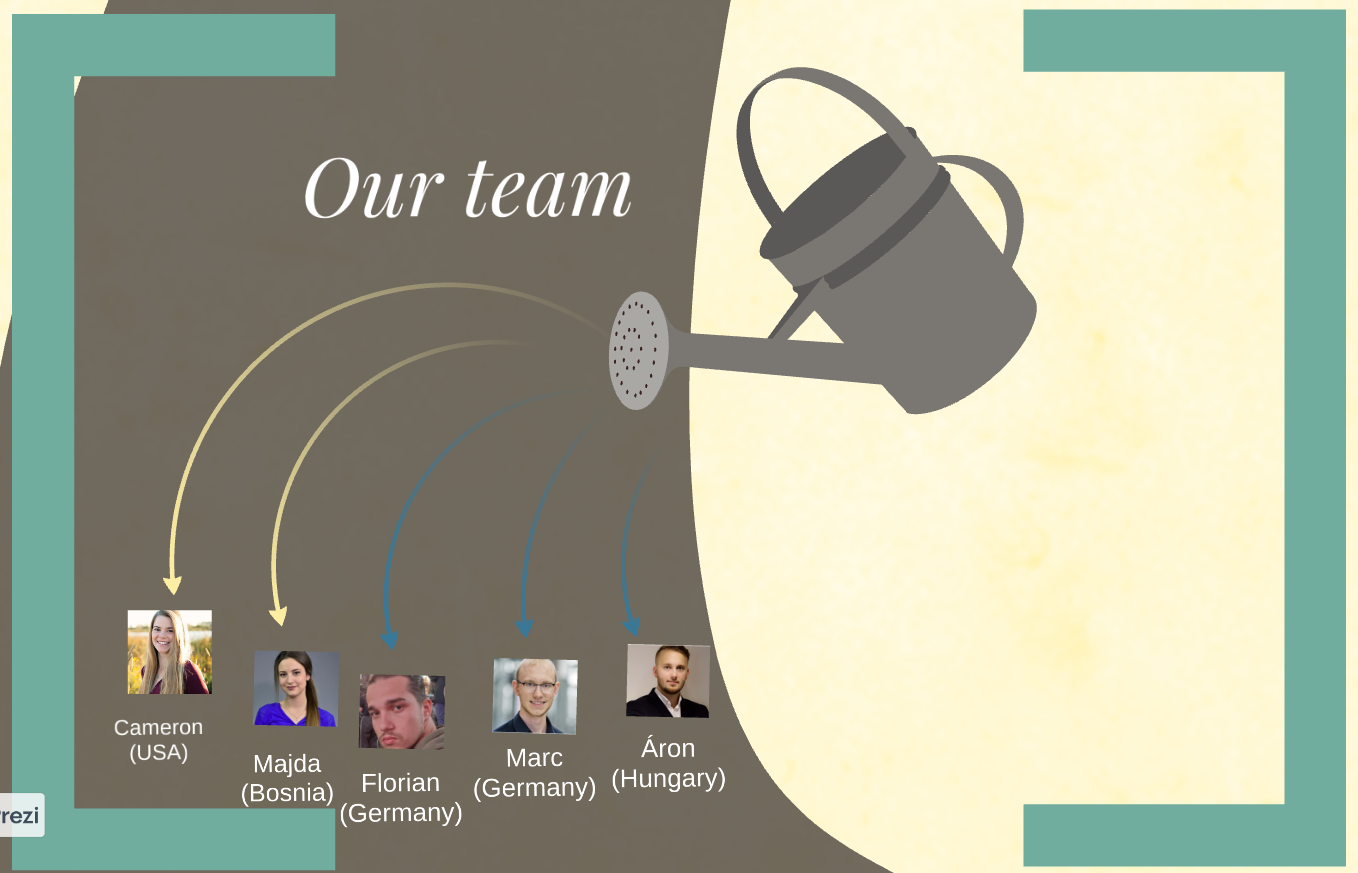 Our team
Cameron
(USA)
Majda
(Bosnia)
Florian
(Germany)
Marc
(Germany)
Áron
(Hungary)
rezi